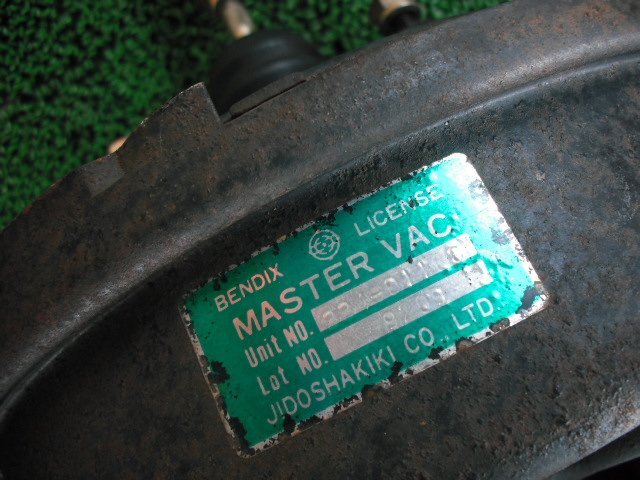 BENDIX LICENSE
MASTER VAC
Unit NO.
Lot NO.
JIDOSHAKIKI CO., LTD.